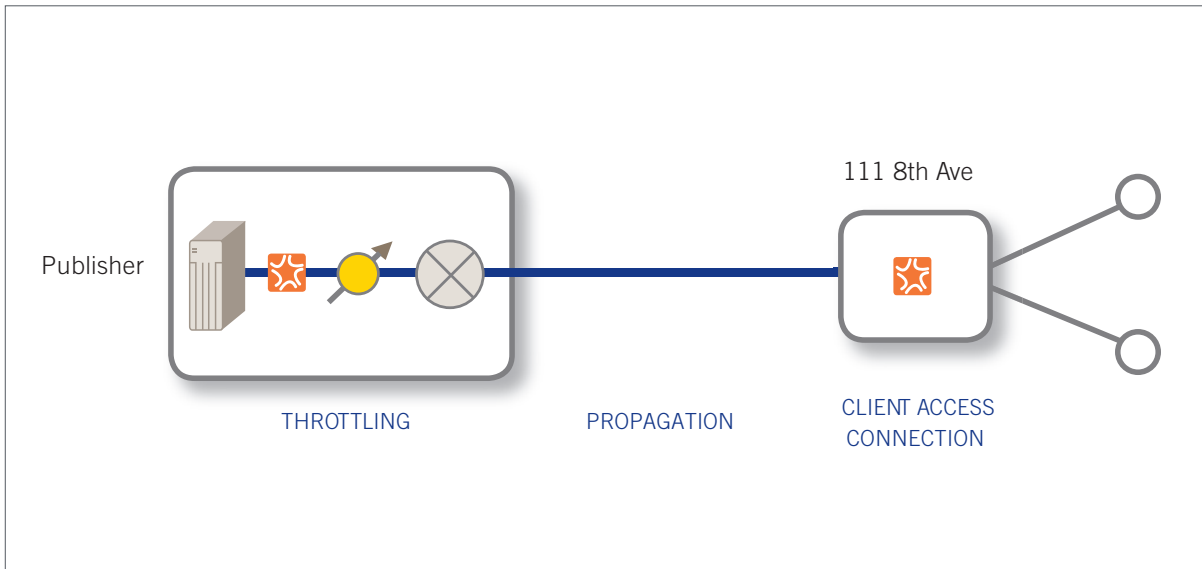 111 8th Ave
Publisher
THROTTLING
PROPAGATION
CLIENT ACCESS
CONNECTION